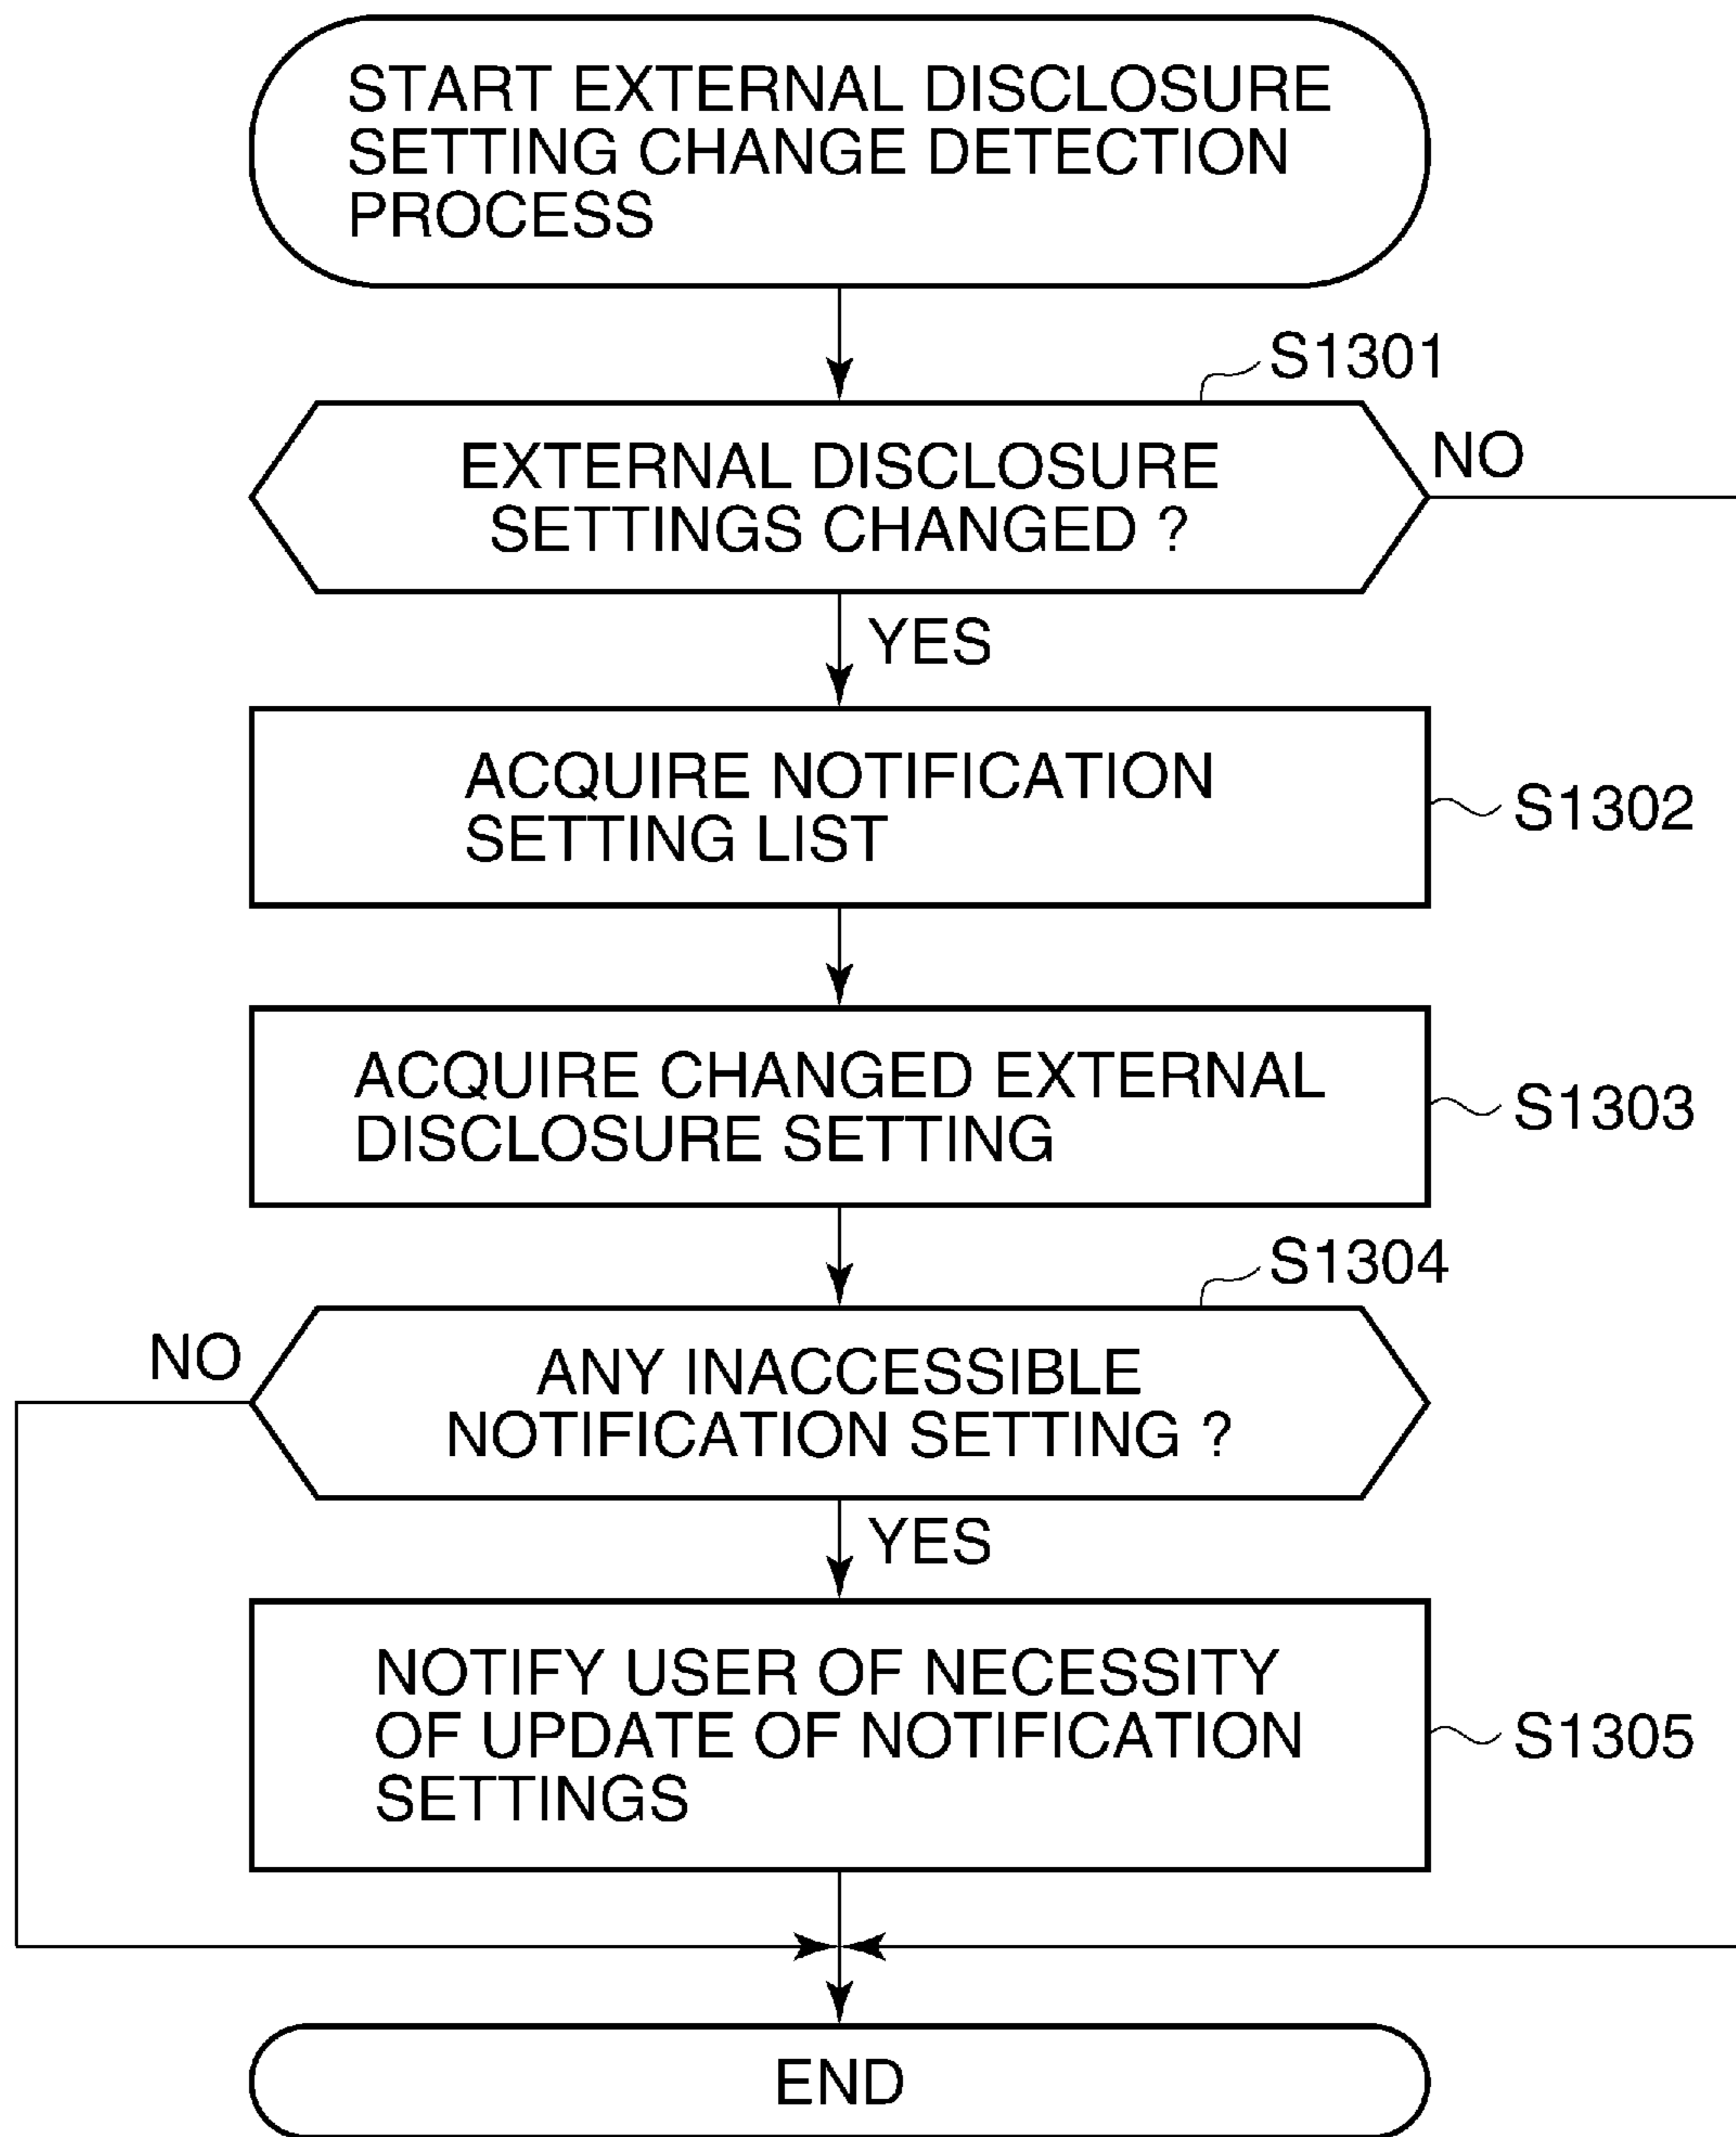 START EXTERNAL DISCLOSURE
SETTING CHANGE DETECTION
PROCESS
S1301
EXTERNAL DISCLOSURE
SETTINGS CHANGED ?
NO
YES
ACQUIRE NOTIFICATION
SETTING LIST
S1302
ACQUIRE CHANGED EXTERNAL
DISCLOSURE SETTING
S1303
S1304
NO
ANY INACCESSIBLE
NOTIFICATION SETTING ?
YES
NOTIFY USER OF NECESSITY
OF UPDATE OF NOTIFICATION
SETTINGS
S1305
END